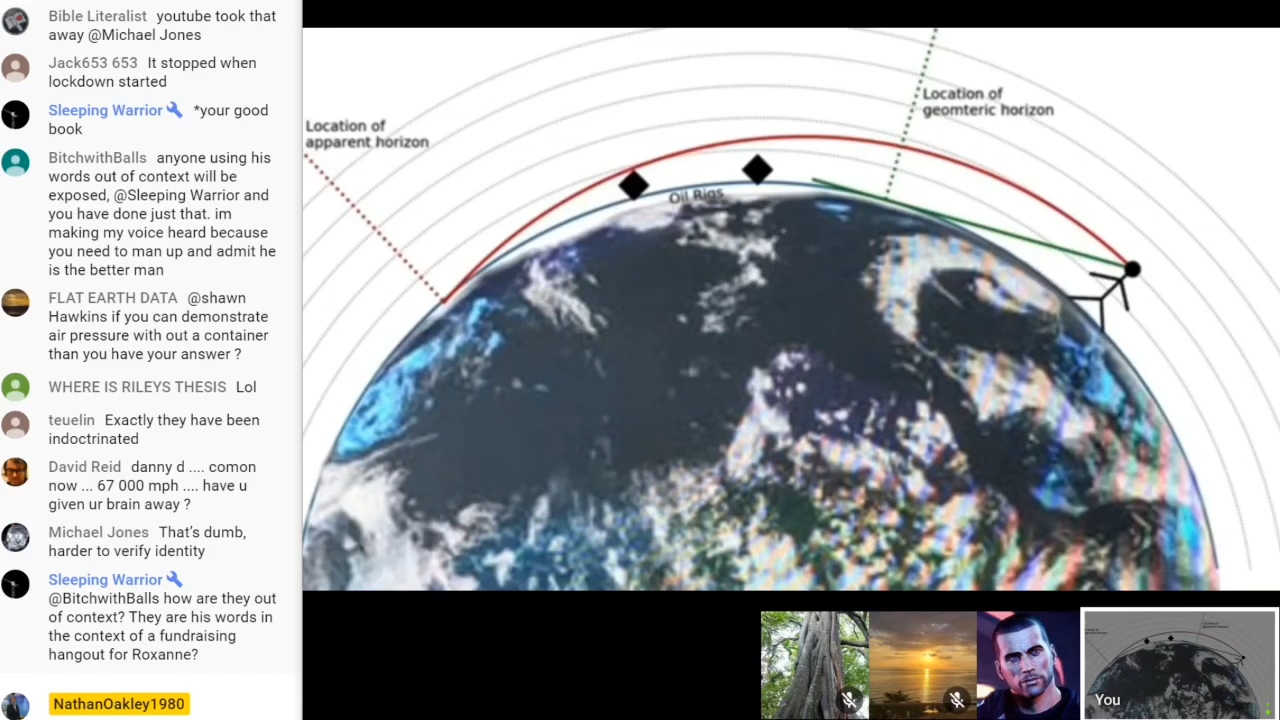 Bible Literalist youtube took that
away @Michael Jones
Jack653 653 It stopped when
lockdown started
Sleeping Warrior *your good
book
BitchwithBalls anyone using his
words out of context will be
exposed, @Sleeping Warrior and
you have done just that. im
making my voice heard because
you need to man up and admit he
is the better man
FLAT EARTH DATA @shawn
Hawkins if you can demonstrate
air pressure with out a container
than you have your answer ?
WHERE IS RILEYS THESIS Lol
teuelin Exactly they have been
indoctrinated
David Reid danny d .... comon
now ... 67 000 mph .... have u
given ur brain away ?
Michael Jones That's dumb,
harder to verify identity
Sleeping Warrior
@BitchwithBalls how are they out
of context? They are his words in
the context of a fundraising
hangout for Roxanne?
NathanOakley1980
Location of
apparent horizon
Location of
geomteric horizon
Oil Rigs
You